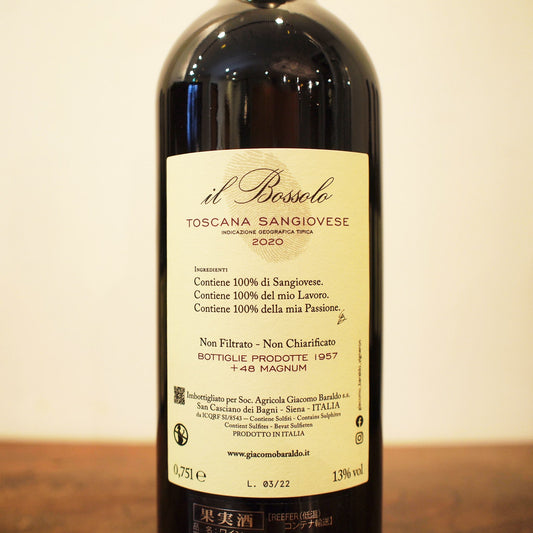 il Bossolo
TOSCANA SANGIOVESE
INDICAZIONE GEOGRAFICA TIPICA
2020
INGREDIENTI
Contiene 100% di Sangiovese.
Contiene 100% del mio Lavoro.
Contiene 100% della mia Passione.
Non Filtrato - Non Chiarificato
BOTTIGLIE PRODOTTE 1957
+48 MAGNUM
Imbottigliato per Soc. Agricola Giacomo Baraldo s.s.
San Casciano dei Bagni - Siena - ITALIA
da ICQRF SI/8543 - Contiene Solfiti - Contains Sulphites
Contient Sulfites - Bevat Sulfieten
PRODOTTO IN ITALIA
www.giacomobaraldo.it
0,75l e
13% vol
L. 03/22
giacomo_baraldo_vigneron
果実酒
【REEFER(低温)
コンテナ輸送】